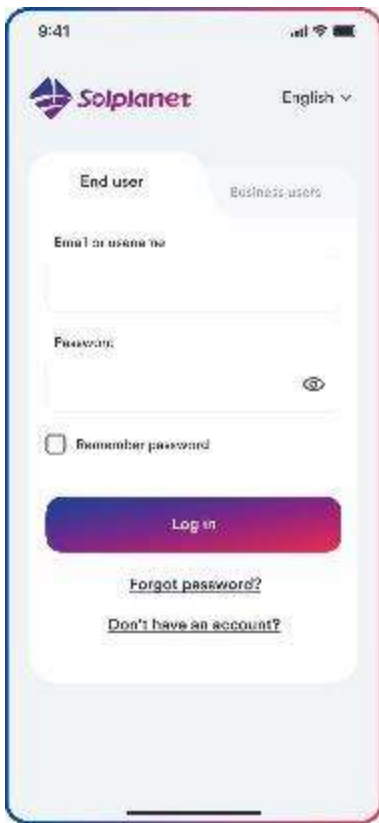 9:41
Solplanet
English
End user
Business users
Email or username
Password
Remember password
Log in
Forgot password?
Don't have an account?